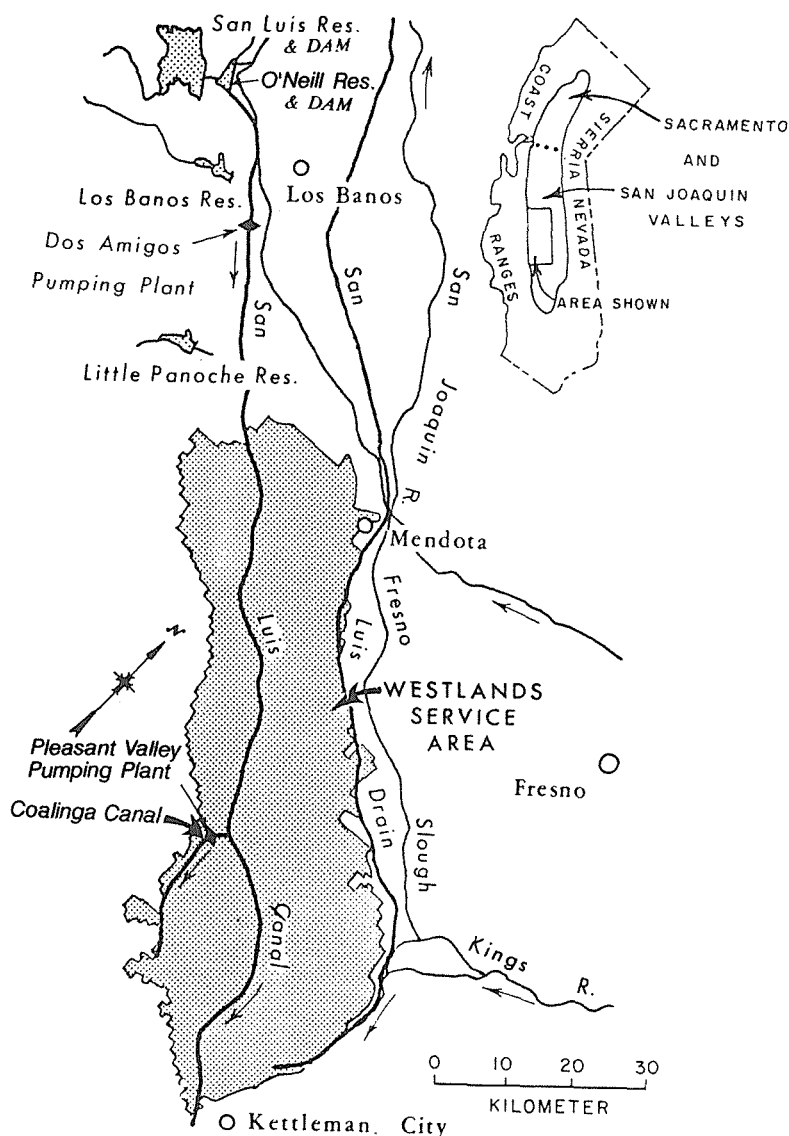 San Luis Res.
& DAM
O'Neill Res.
& DAM
Los Banos
Los Banos Res.
Dos Amigos
Pumping Plant
San
San
San
Joaquin
R.
Little Panoche Res.
Mendota
Fresno
Slough
Luis
Luis
Drain
N
WESTLANDS
SERVICE
AREA
Pleasant Valley
Pumping Plant
Coalinga Canal
Fresno
Canal
Kings
R.
Kettleman. City
0 10 20 30
KILOMETER
COAST
RANGES
SIERRIA
NEVADA
SACRAMENTO
AND
SAN JOAQUIN
VALLEYS
AREA SHOWN